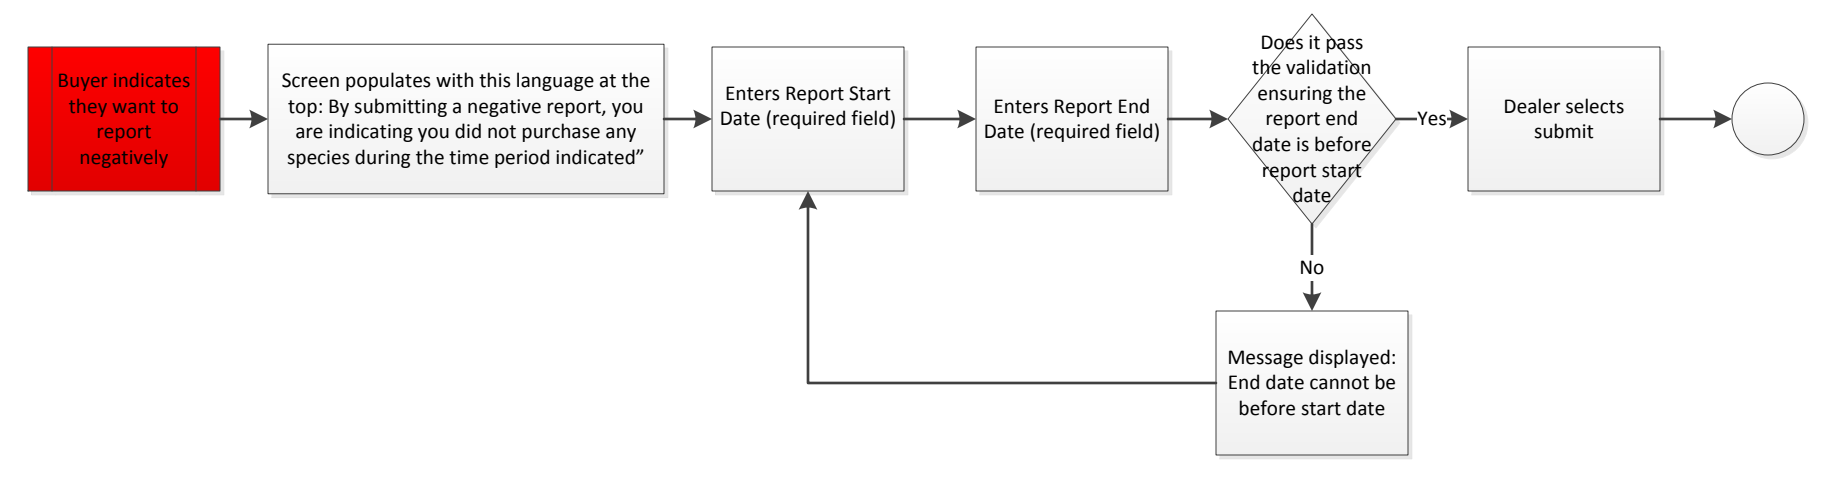 Buyer indicates
they want to
report
negatively
Screen populates with this language at the
top: By submitting a negative report, you
are indicating you did not purchase any
species during the time period indicated”
Enters Report Start
Date (required field)
Enters Report End
Date (required field)
Does it pass
the validation
ensuring the
report end
date is before
report start
date
Yes
Dealer selects
submit
No
Message displayed:
End date cannot be
before start date